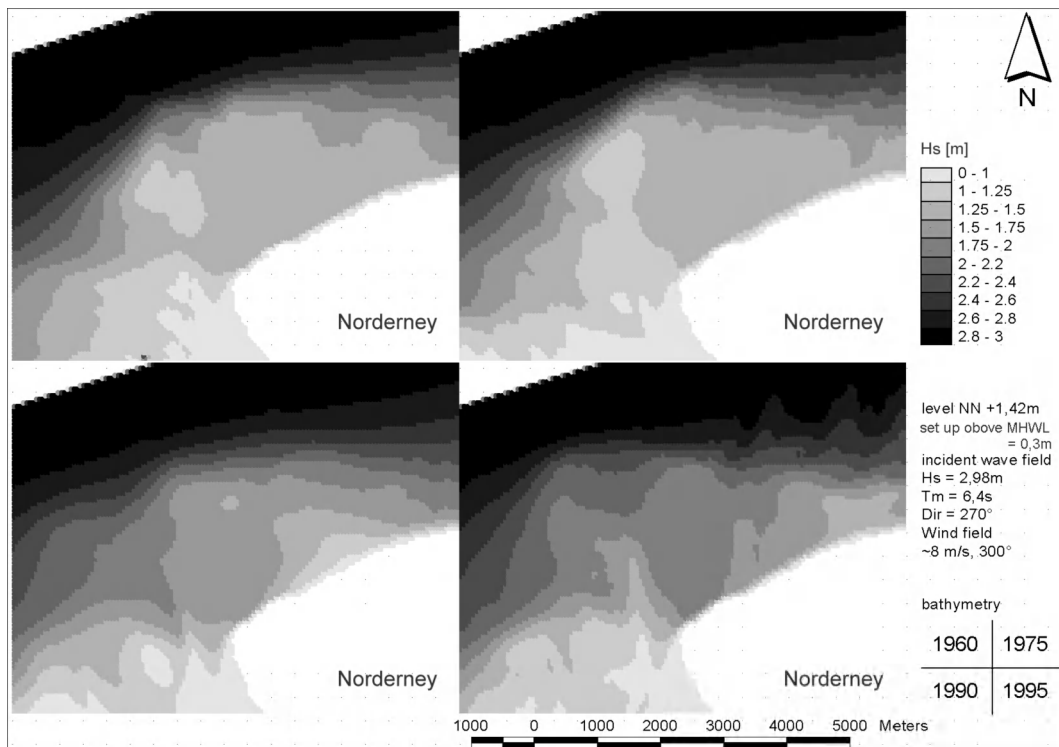 N
Hs [m]
0 - 1
1 - 1.25
1.25 - 1.5
1.5 - 1.75
1.75 - 2
2 - 2.2
2.2 - 2.4
2.4 - 2.6
2.6 - 2.8
2.8 - 3
Norderney
Norderney
level NN +1,42m
set up obove MHWL
= 0,3m
incident wave field
Hs = 2,98m
Tm = 6,4s
Dir = 270°
Wind field
~8 m/s, 300°
bathymetry
1960 1975
1990 1995
Norderney
Norderney
1000 0 1000 2000 3000 4000 5000 Meters